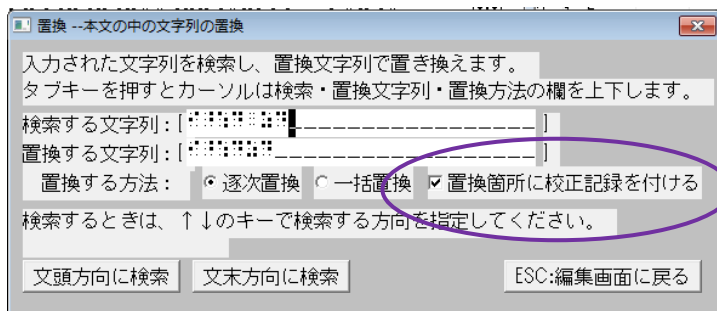 置換 --本文の中の文字列の置換
入力された文字列を検索し、置換文字列で置き換えます。
タブキーを押すとカーソルは検索・置換文字列・置換方法の欄を上下します。
検索する文字列：[ ]
置換する文字列：[ ]
置換する方法： 逐次置換 一括置換 置換箇所に校正記録を付ける
検索するときは、↑↓のキーで検索する方向を指定してください。
文頭方向に検索 文末方向に検索 ESC:編集画面に戻る